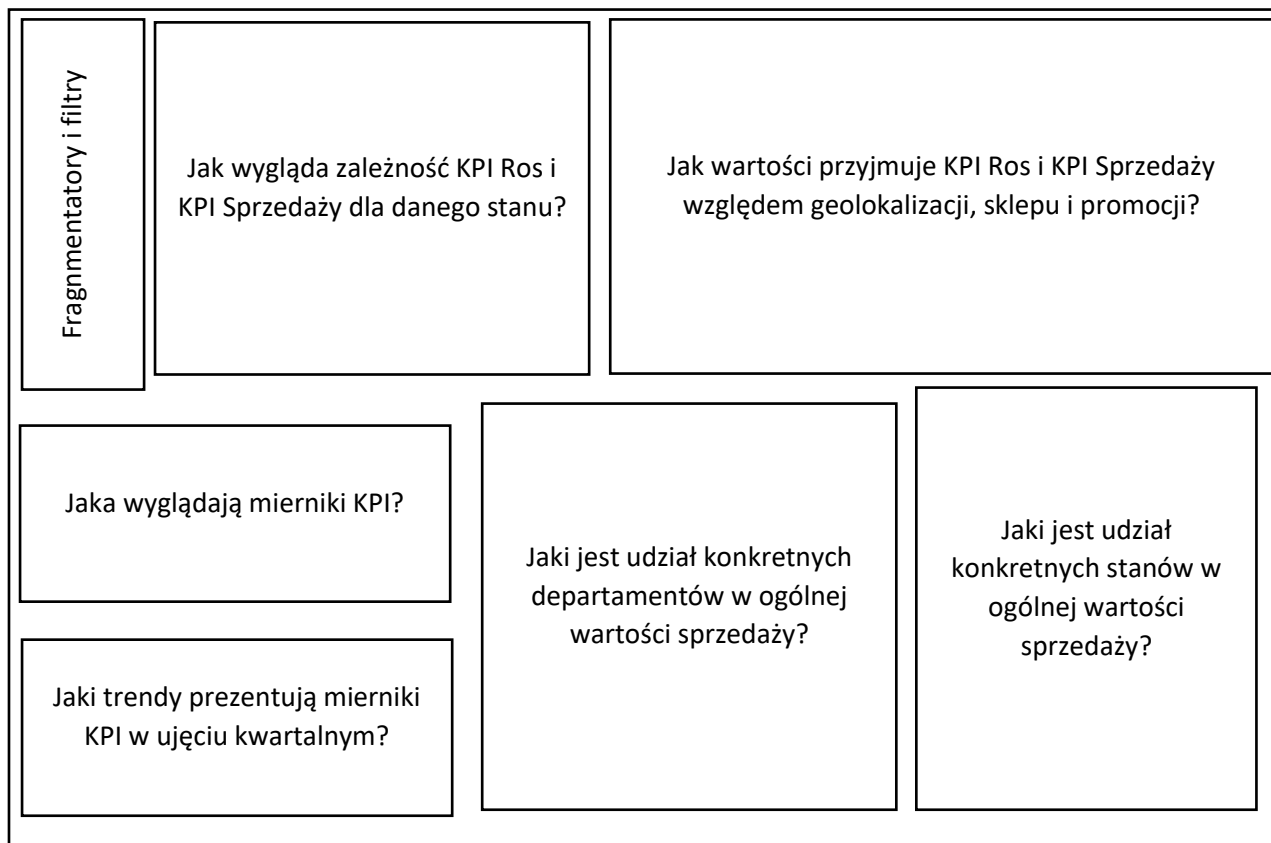 Fragnmentatory i filtry
Jak wygląda zależność KPI Ros i
KPI Sprzedaży dla danego stanu?
Jak wartości przyjmuje KPI Ros i KPI Sprzedaży
względem geolokalizacji, sklepu i promocji?
Jaka wyglądają mierniki KPI?
Jaki trendy prezentują mierniki
KPI w ujęciu kwartalnym?
Jaki jest udział konkretnych
departamentów w ogólnej
wartości sprzedaży?
Jaki jest udział
konkretnych stanów w
ogólnej wartości
sprzedaży?